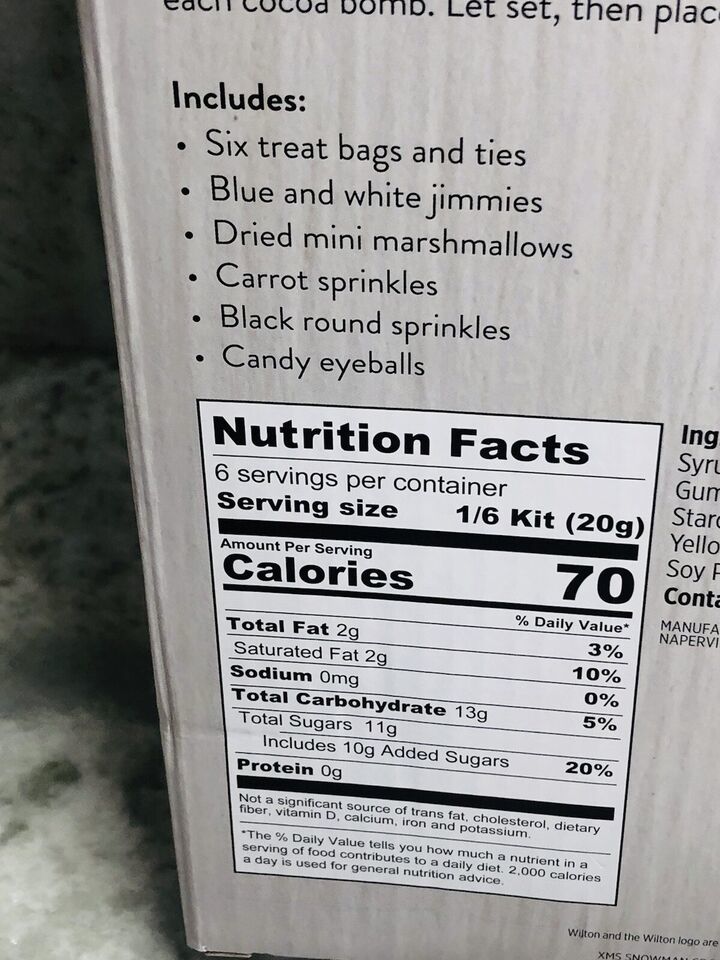 each cocoa bomb. Let set, then
Includes:
• Six treat bags and ties
• Blue and white jimmies
• Dried mini marshmallows
• Carrot sprinkles
• Black round sprinkles
• Candy eyeballs
Nutrition Facts
6 servings per container
Serving size 1/6 Kit (20g)
Amount Per Serving
Calories 70
% Daily Value*
Total Fat 2g 3%
Saturated Fat 2g 10%
Sodium 0mg 0%
Total Carbohydrate 13g 5%
Total Sugars 11g
Includes 10g Added Sugars 20%
Protein 0g
Not a significant source of trans fat, cholesterol, dietary
fiber, vitamin D, calcium, iron and potassium.
*The % Daily Value tells you how much a nutrient in a
serving of food contributes to a daily diet. 2,000 calories
a day is used for general nutrition advice.
Ing
Syru
Gum
Starc
Yello
Soy
Conta
MANUFA
NAPERVI
Wilton and the Wilton logo are
XMS SNOWMAN